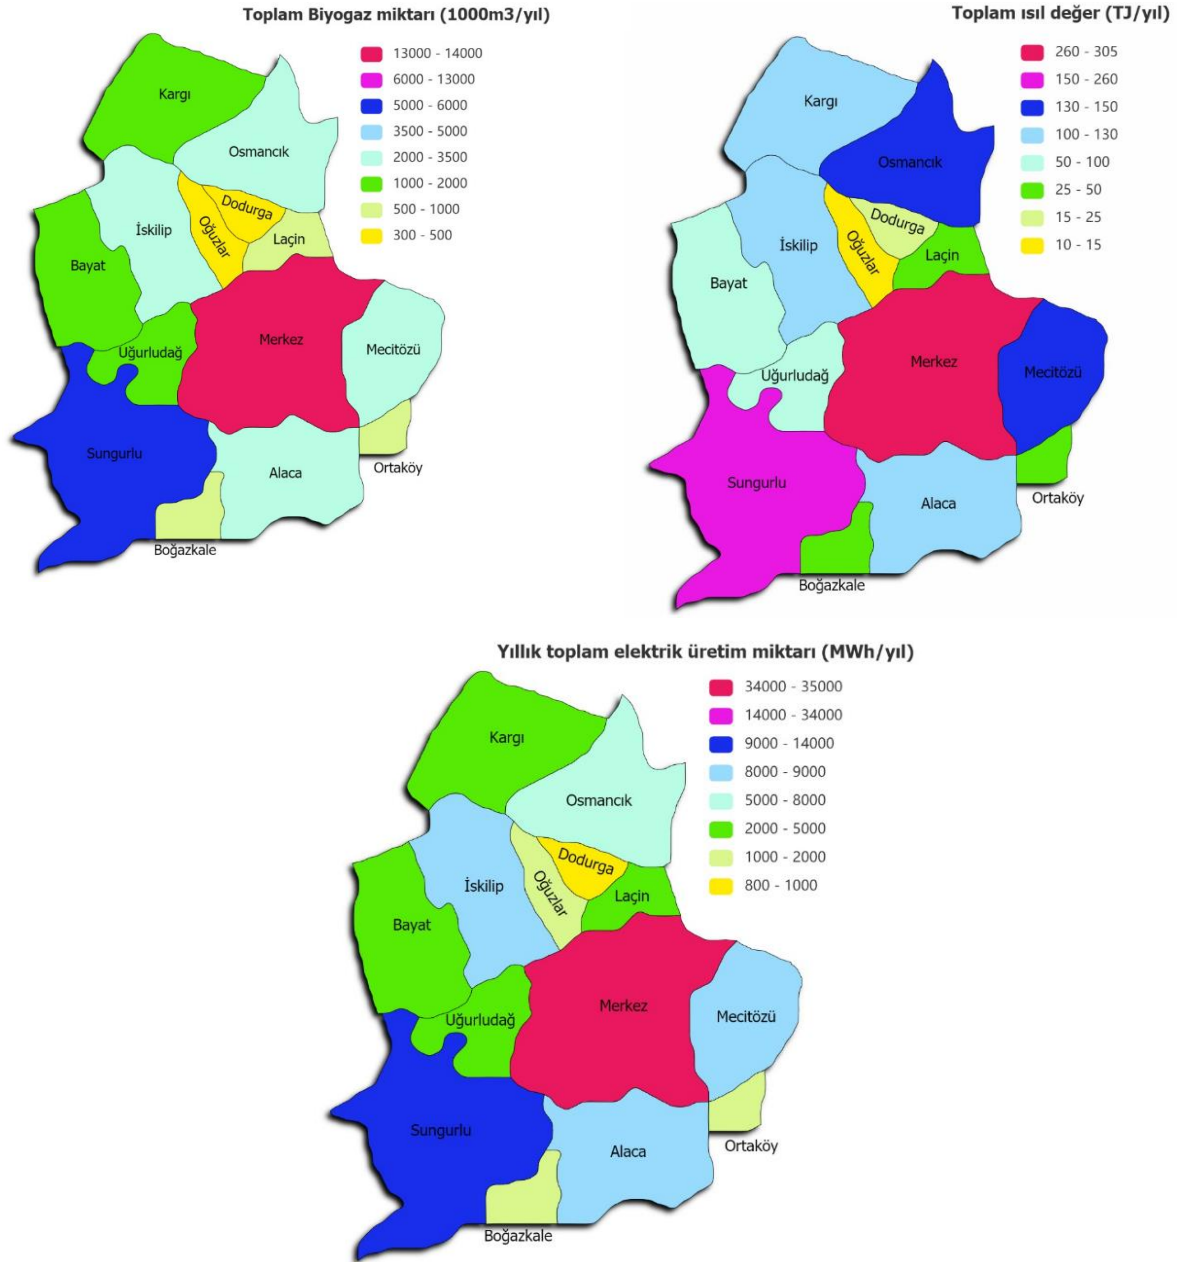 Toplam Biyogaz miktarı (1000m3/yıl)
13000 - 14000
6000 - 13000
5000 - 6000
3500 - 5000
2000 - 3500
1000 - 2000
500 - 1000
300 - 500
Kargı
Osmancık
Dodurga
İskilip
Oğuzlar
Laçin
Bayat
Merkez
Mecitözü
Uğurludağ
Sungurlu
Alaca
Ortaköy
Boğazkale
Toplam ısıl değer (TJ/yıl)
260 - 305
150 - 260
130 - 150
100 - 130
50 - 100
25 - 50
15 - 25
10 - 15
Kargı
Osmancık
Dodurga
İskilip
Oğuzlar
Laçin
Bayat
Merkez
Mecitözü
Uğurludağ
Sungurlu
Alaca
Ortaköy
Boğazkale
Yıllık toplam elektrik üretim miktarı (MWh/yıl)
34000 - 35000
14000 - 34000
9000 - 14000
8000 - 9000
5000 - 8000
2000 - 5000
1000 - 2000
800 - 1000
Kargı
Osmancık
Dodurga
İskilip
Oğuzlar
Laçin
Bayat
Merkez
Mecitözü
Uğurludağ
Sungurlu
Alaca
Ortaköy
Boğazkale